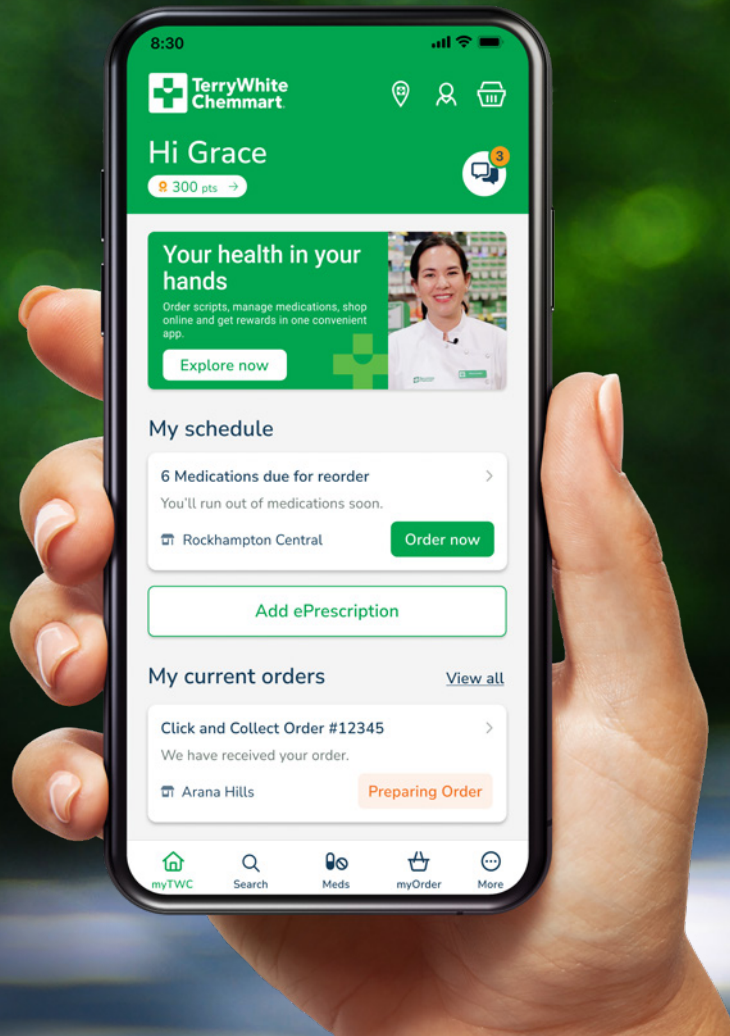 8:30
TerryWhite
Chemmart
Hi Grace
3
300 pts →
Your health in your
hands
Order scripts, manage medications, shop
online and get rewards in one convenient
app.
Explore now
My schedule
6 Medications due for reorder
You'll run out of medications soon.
Rockhampton Central
Order now
Add ePrescription
My current orders
View all
Click and Collect Order #12345
We have received your order.
Arana Hills
Preparing Order
myTWC
Search
Meds
myOrder
More